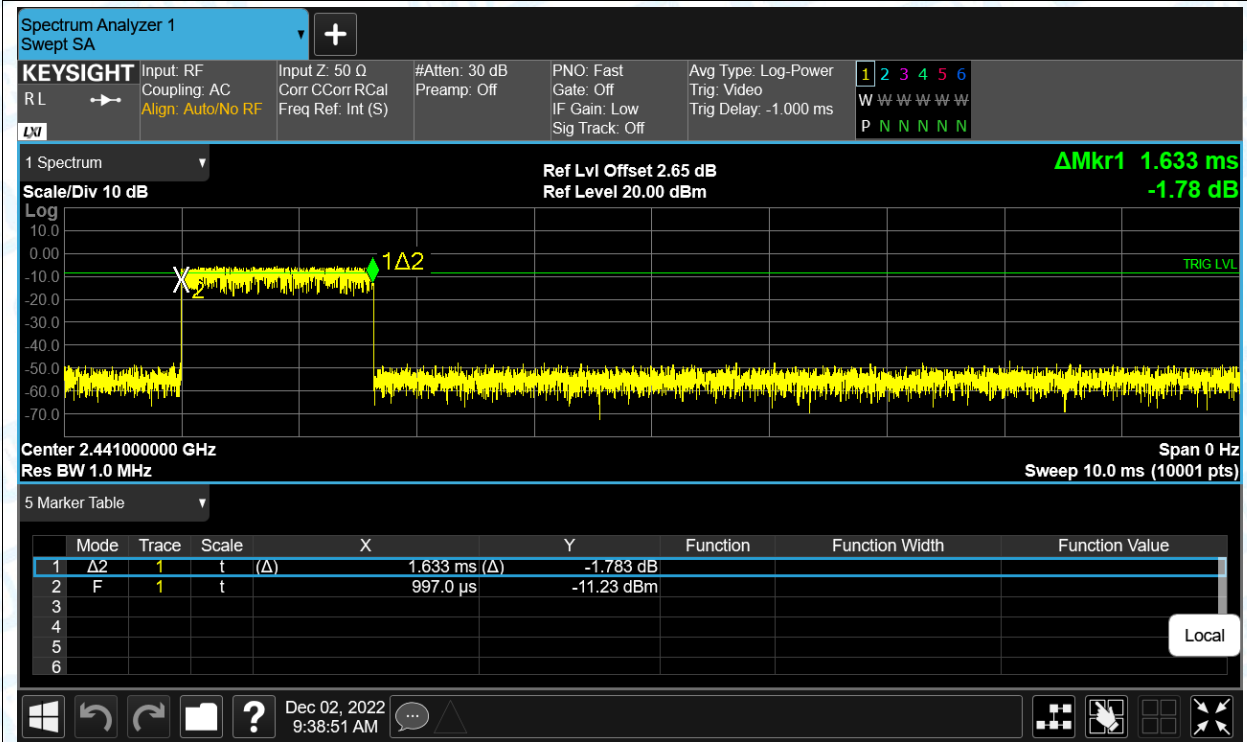 Spectrum Analyzer 1
Swept SA
+
KEYSIGHT Input: RF Input Z: 50 Ω #Atten: 30 dB PNO: Fast Avg Type: Log-Power 1 2 3 4 5 6
R L Coupling: AC Corr CCorr RCal Preamp: Off Gate: Off Trig: Video W W W W W W
Align: Auto/No RF Freq Ref: Int (S) IF Gain: Low Trig Delay: -1.000 ms P N N N N N
LXI Sig Track: Off
1 Spectrum Ref Lvl Offset 2.65 dB ΔMkr1 1.633 ms
Scale/Div 10 dB Ref Level 20.00 dBm -1.78 dB
Log
10.0
0.00 1Δ2
TRIG LVL
-10.0
2
-20.0
-30.0
-40.0
-50.0
-60.0
-70.0
Center 2.441000000 GHz Span 0 Hz
Res BW 1.0 MHz Sweep 10.0 ms (10001 pts)
5 Marker Table
Mode Trace Scale X Y Function Function Width Function Value
1 Δ2 1 t (Δ) 1.633 ms (Δ) -1.783 dB
2 F 1 t 997.0 µs -11.23 dBm
3
4
5
6
Local
? Dec 02, 2022
9:38:51 AM